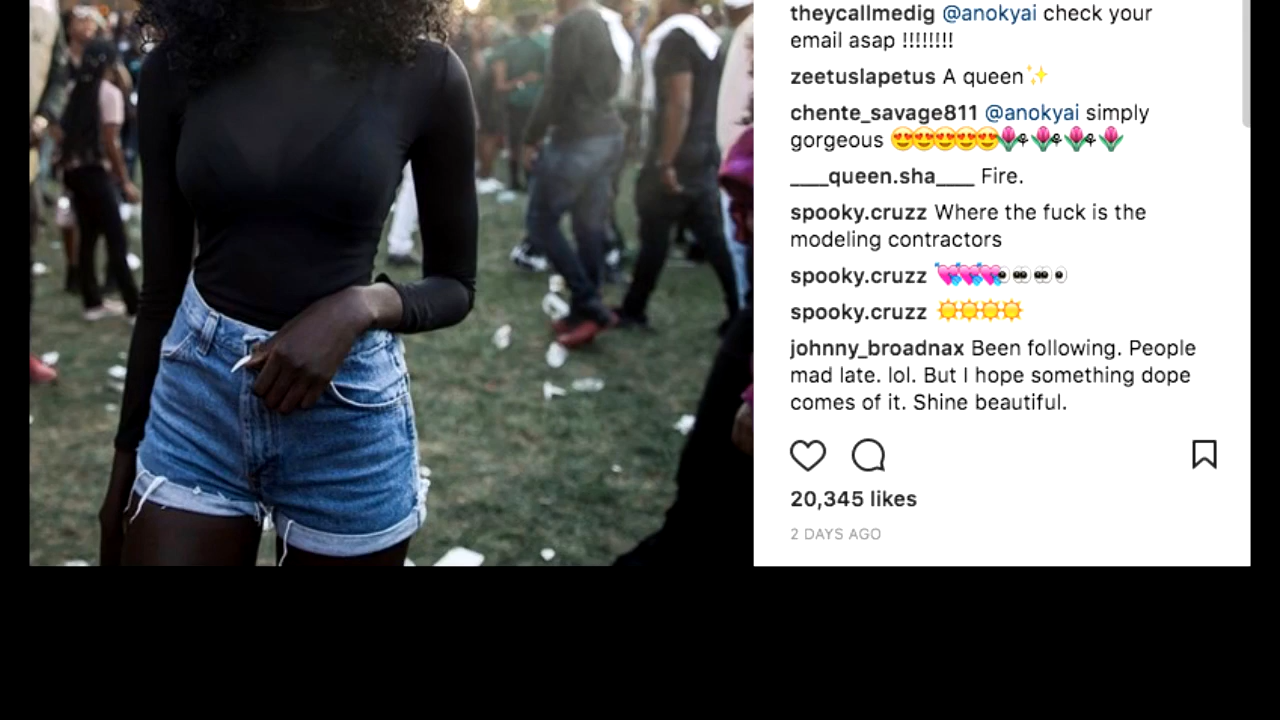 theycallmedig @anokyai check your
email asap !!!!!!!!
zeetuslapetus A queen✨
chente_savage811 @anokyai simply
gorgeous 😍😍😍😍😍🌷⚘🌷⚘🌷⚘🌷
____queen.sha____ Fire.
spooky.cruzz Where the fuck is the
modeling contractors
spooky.cruzz 💘💘💘👀👀👀👁
spooky.cruzz ☀️☀️☀️☀️
johnny_broadnax Been following. People
mad late. lol. But I hope something dope
comes of it. Shine beautiful.
20,345 likes
2 DAYS AGO